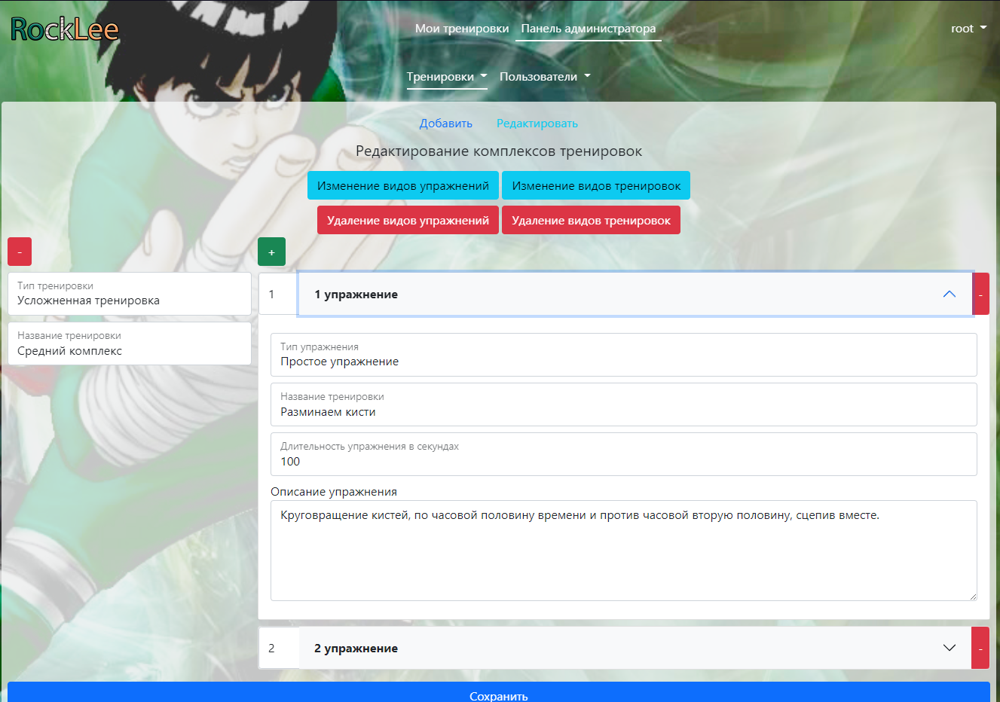 RockLee
Мои тренировки Панель администратора
root
Тренировки Пользователи
Добавить Редактировать
Редактирование комплексов тренировок
Изменение видов упражнений Изменение видов тренировок
Удаление видов упражнений Удаление видов тренировок
- +
Тип тренировки
Усложненная тренировка
Название тренировки
Средний комплекс
1 1 упражнение -
Тип упражнения
Простое упражнение
Название тренировки
Разминаем кисти
Длительность упражнения в секундах
100
Описание упражнения
Круговращение кистей, по часовой половину времени и против часовой вторую половину, сцепив вместе.
2 2 упражнение -
Сохранить